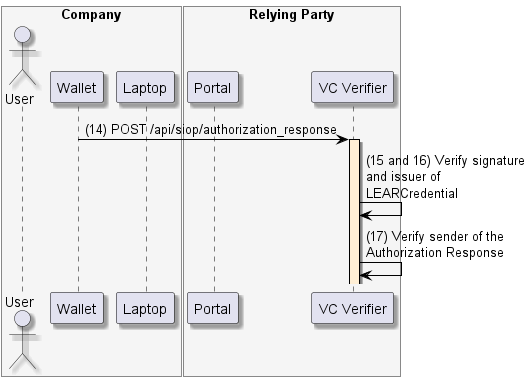 Company
Relying Party
User
Wallet
Laptop
Portal
VC Verifier
(14) POST /api/siop/authorization_response
(15 and 16) Verify signature
and issuer of
LEARCredential
(17) Verify sender of the
Authorization Response
User
Wallet
Laptop
Portal
VC Verifier